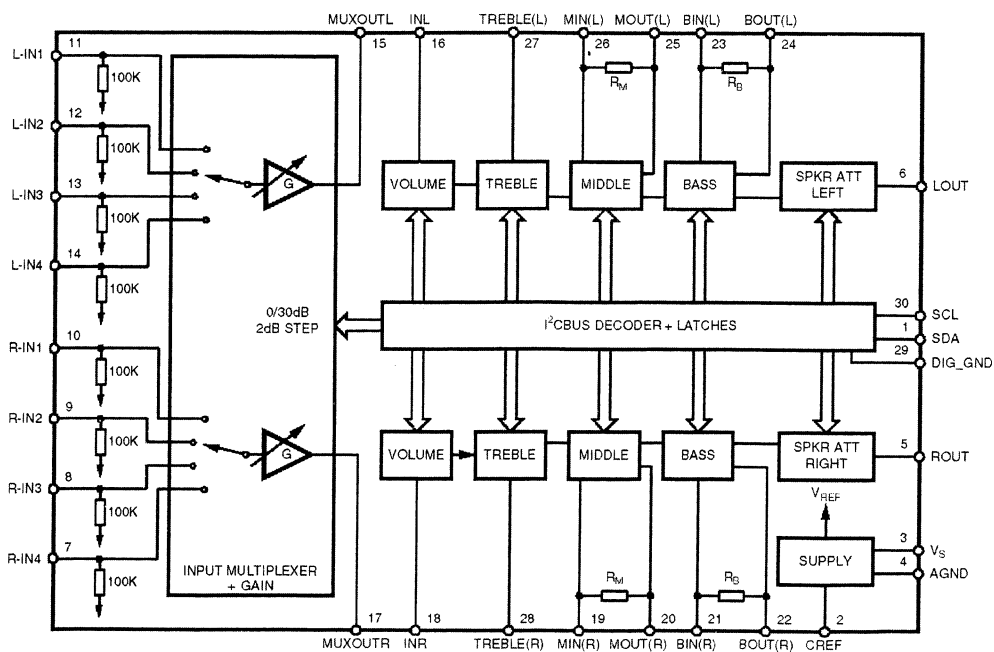 MUXOUTL INL TREBLE(L) MIN(L) MOUT(L) BIN(L) BOUT(L)
15 16 27 26 25 23 24
L-IN1 11
100K
L-IN2 12
100K
L-IN3 13
100K
L-IN4 14
100K
R-IN1 10
100K
R-IN2 9
100K
R-IN3 8
100K
R-IN4 7
100K
G
0/30dB
2dB STEP
G
INPUT MULTIPLEXER
+ GAIN
RM RB
VOLUME TREBLE MIDDLE BASS SPKR ATT
LEFT
6 LOUT
I²CBUS DECODER + LATCHES
30 SCL
1 SDA
29 DIG_GND
VOLUME TREBLE MIDDLE BASS SPKR ATT
RIGHT
5 ROUT
VREF
SUPPLY
3 VS
4 AGND
RM RB
17 18 28 19 20 21 22 2
MUXOUTR INR TREBLE(R) MIN(R) MOUT(R) BIN(R) BOUT(R) CREF